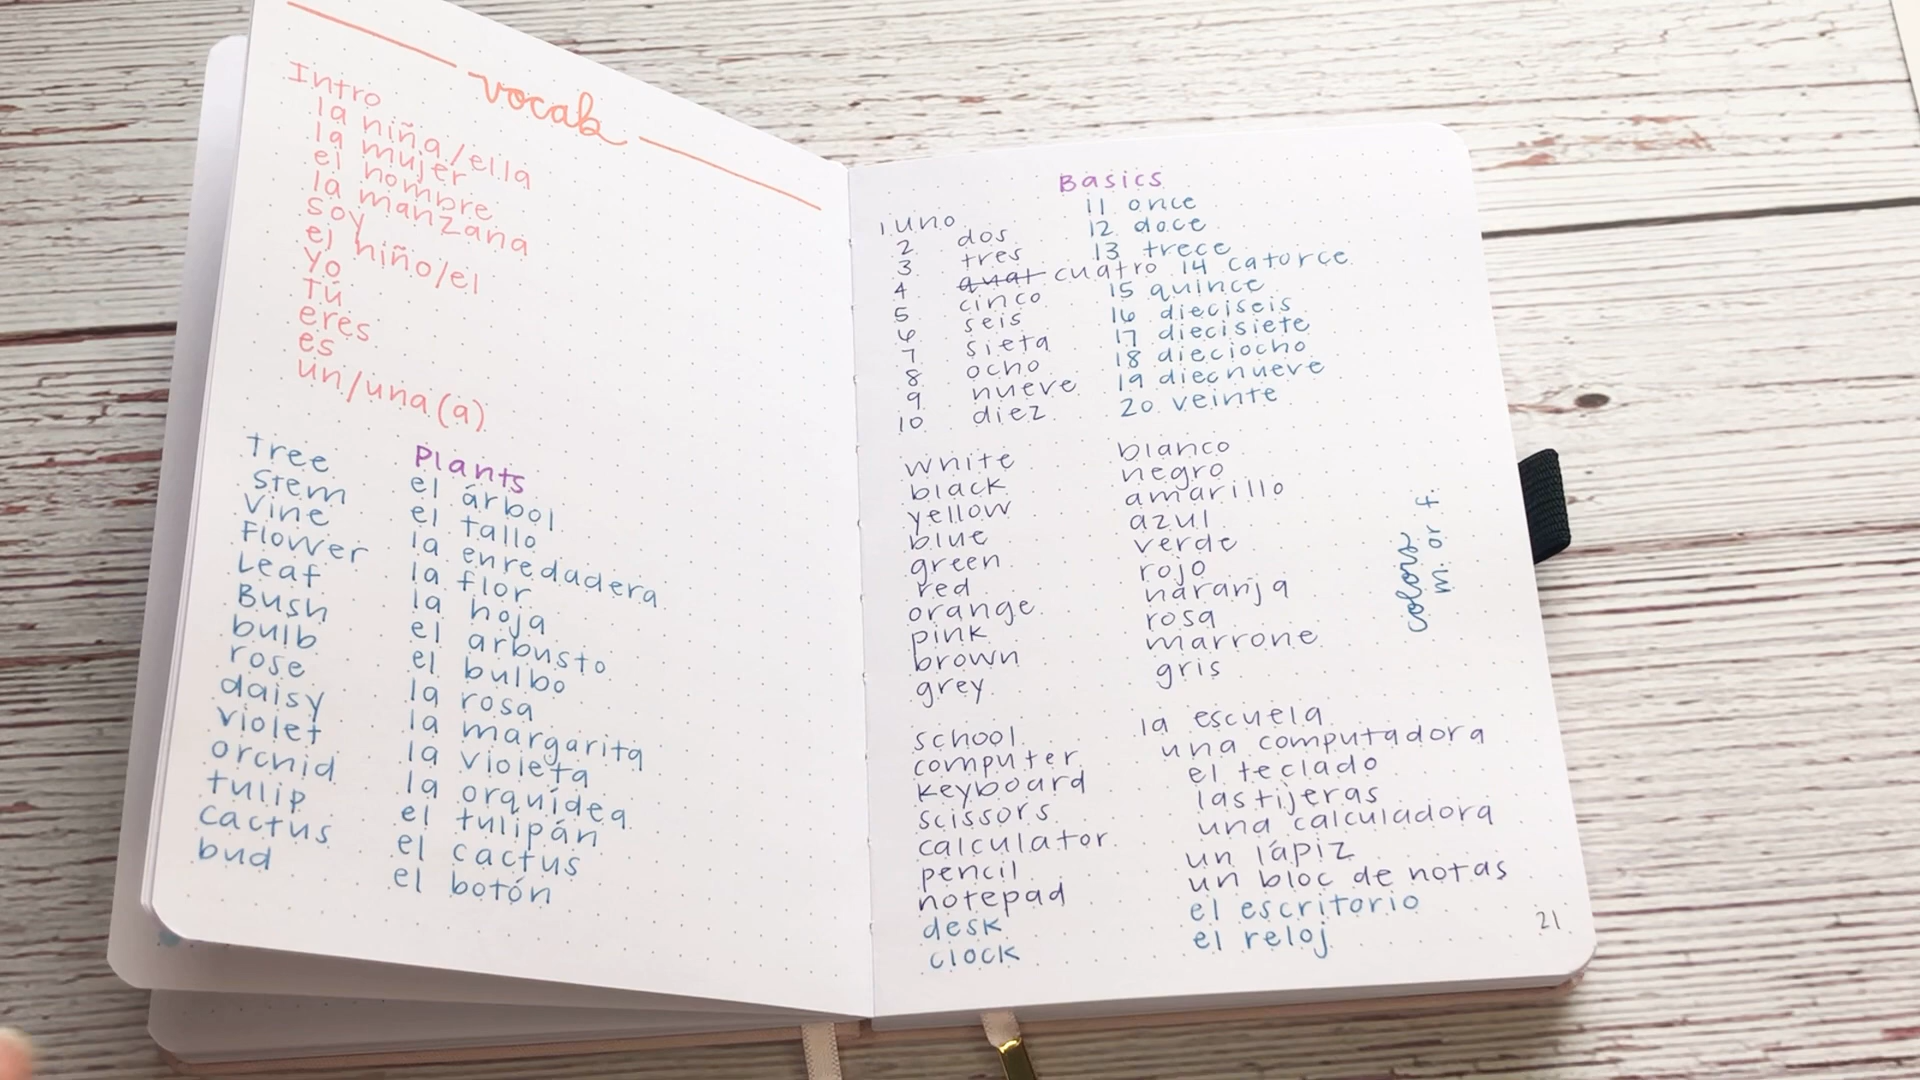 vocab
Intro
la niña/ella
la mujer
el hombre
la manzana
soy
el niño/el
yo
Tú
eres
es
un/una (a)
Plants
Tree el árbol
Stem el tallo
Vine la enredadera
Flower la flor
Leaf la hoja
Bush el arbusto
bulb el bulbo
rose la rosa
daisy la margarita
violet la violeta
orchid la orquídea
tulip el tulipán
cactus el cactus
bud el botón
Basics
1 uno 11 once
2 dos 12 doce
3 tres 13 trece
4 quat cuatro 14 catorce
5 cinco 15 quince
6 seis 16 dieciseis
7 sieta 17 diecisiete
8 ocho 18 dieciocho
9 nueve 19 diecnueve
10 diez 20 veinte
white blanco
black negro
yellow amarillo
blue azul
green verde
red rojo
orange naranja
pink rosa
brown marrone
grey gris
colors
m. or f.
school la escuela
computer una computadora
keyboard el teclado
scissors las tijeras
calculator una calculadora
pencil un lápiz
notepad un bloc de notas
desk el escritorio
clock el reloj
21